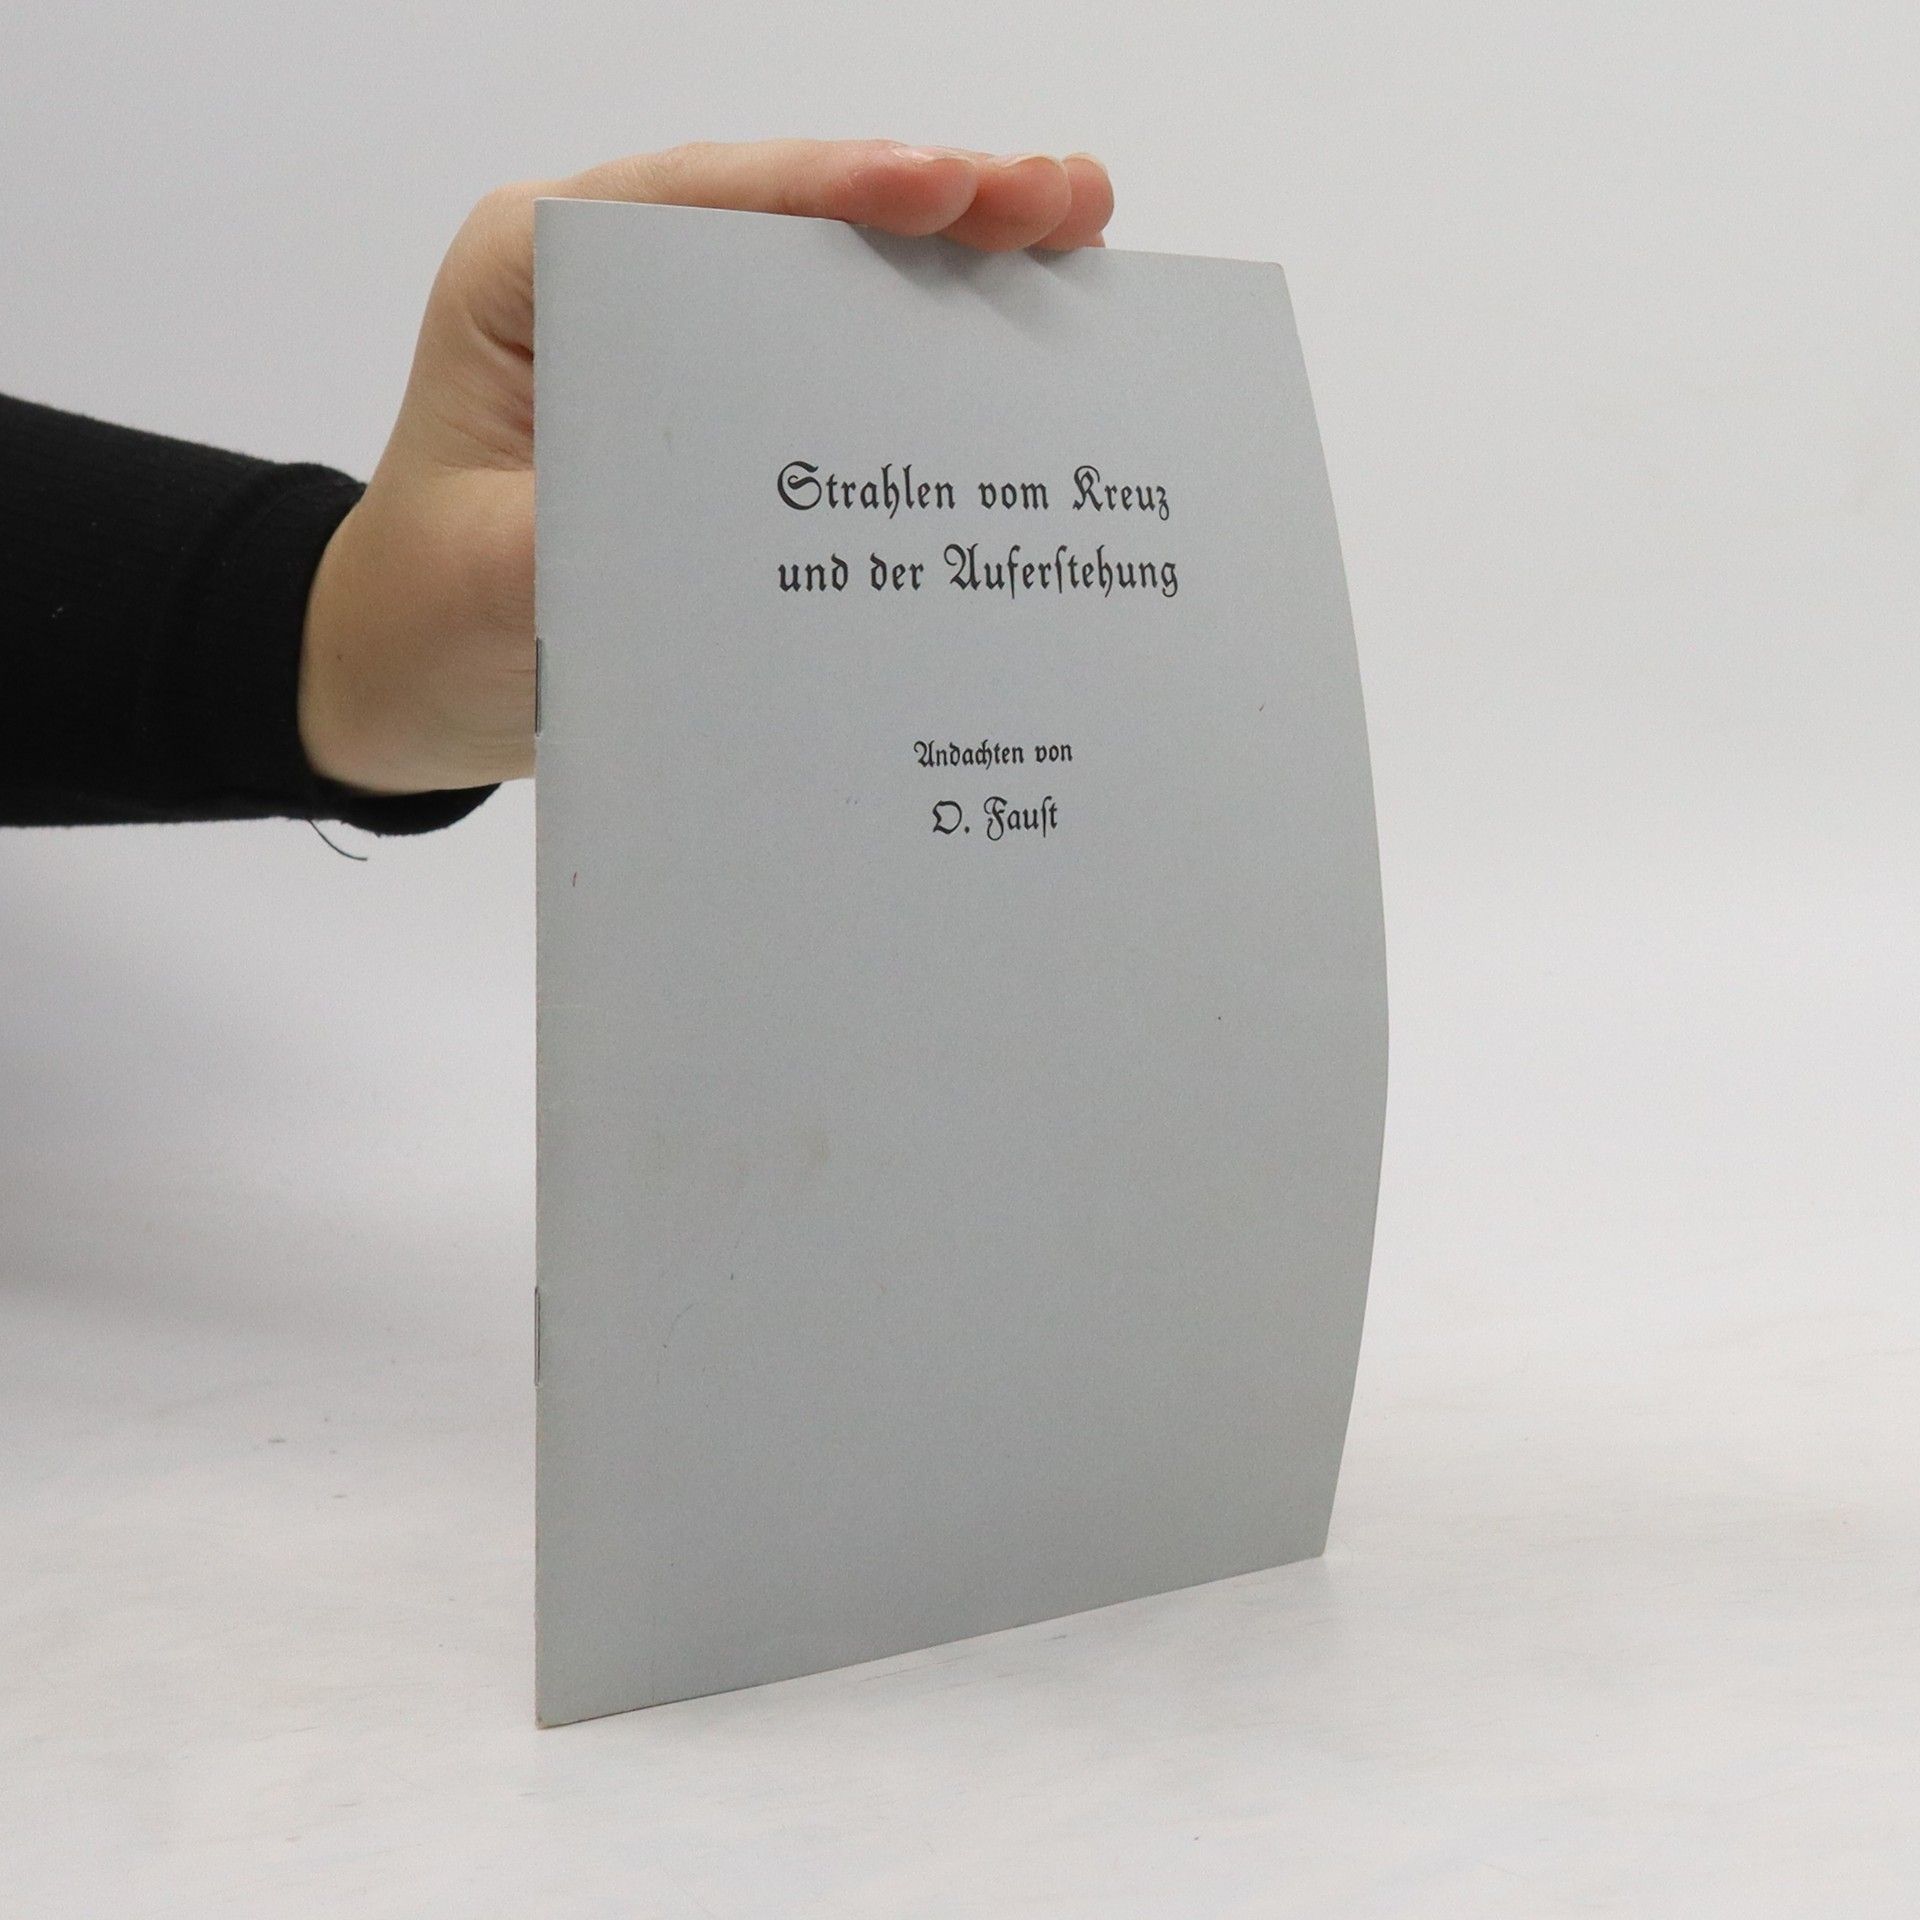 Strahlen vom Kreuz
und der Auferſtehung
Andachten von
O. Fauſt